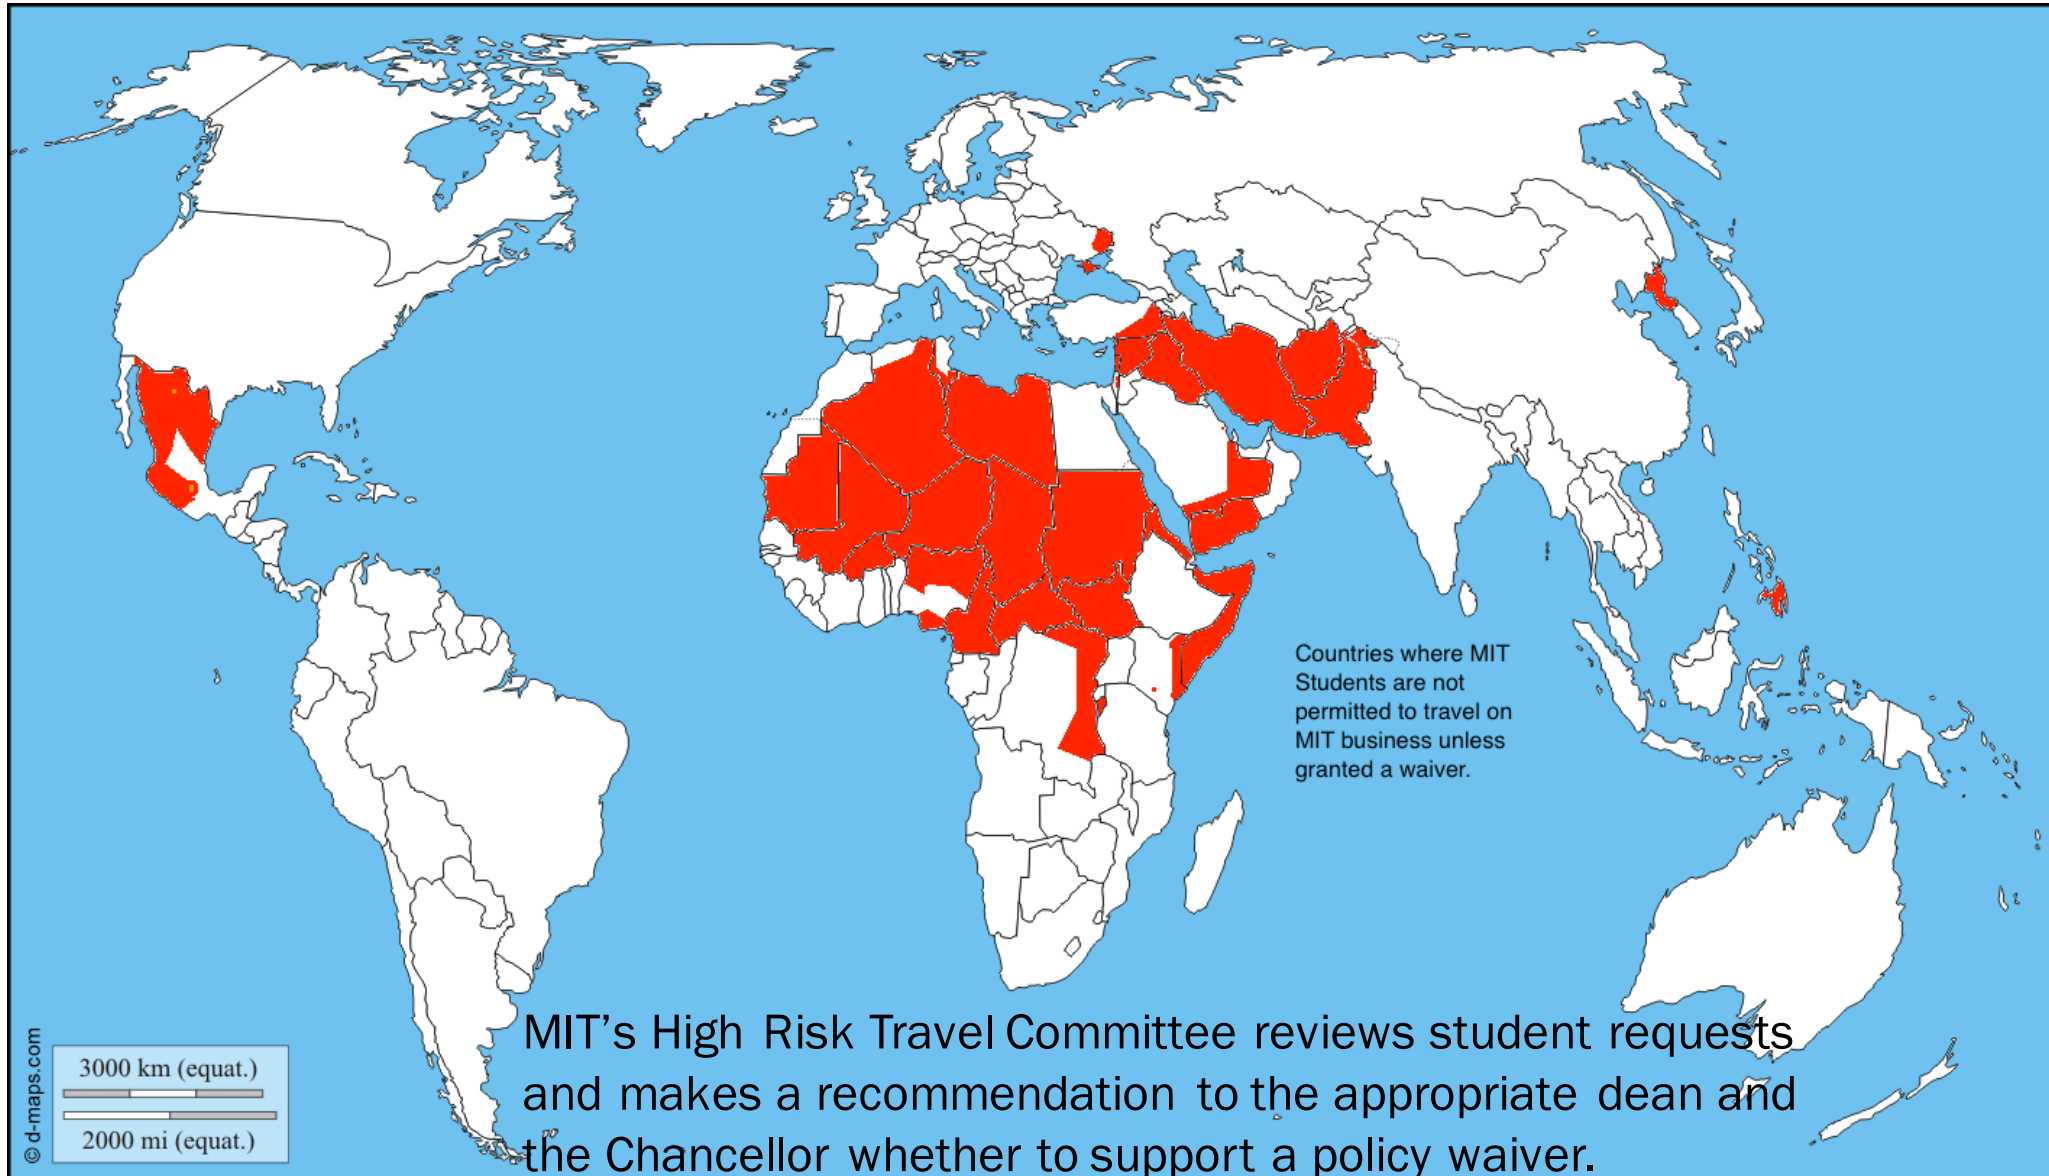 Countries where MIT
Students are not
permitted to travel on
MIT business unless
granted a waiver.
MIT’s High Risk Travel Committee reviews student requests
and makes a recommendation to the appropriate dean and
the Chancellor whether to support a policy waiver.
3000 km (equat.)
2000 mi (equat.)
© d-maps.com